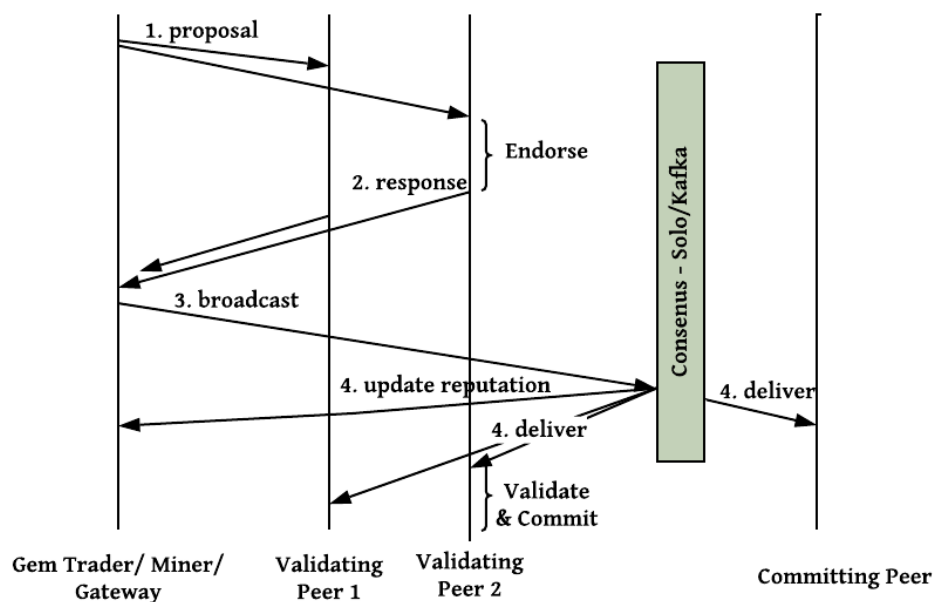 1. proposal
Endorse
2. response
3. broadcast
Consenus - Solo/Kafka
4. update reputation
4. deliver
4. deliver
Validate
& Commit
Gem Trader/ Miner/
Gateway
Validating
Peer 1
Validating
Peer 2
Committing Peer